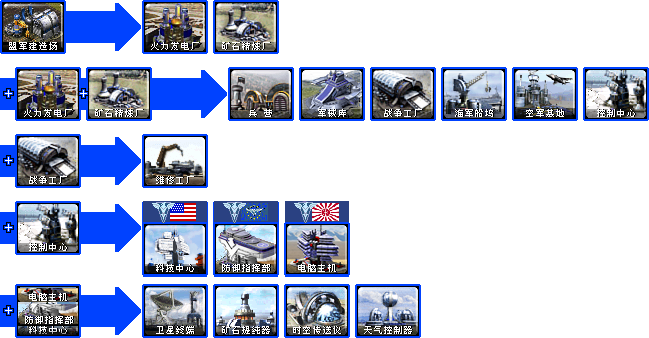 盟军建造场
火力发电厂
矿石精炼厂
+
火力发电厂
+
矿石精炼厂
兵 营
军械库
战争工厂
海军船坞
空军基地
控制中心
+
战争工厂
维修工厂
+
控制中心
科技中心
防御指挥部
电脑主机
+
电脑主机
防御指挥部
科技中心
卫星终端
矿石提纯器
时空传送仪
天气控制器